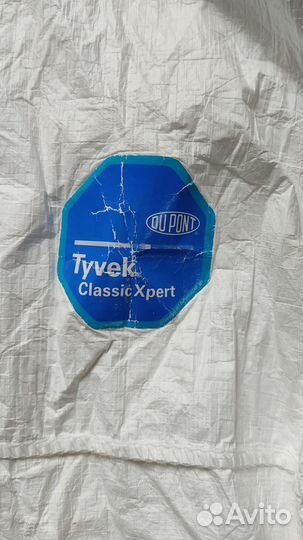 DU PONT
Tyvek
Classic Xpert
Avito